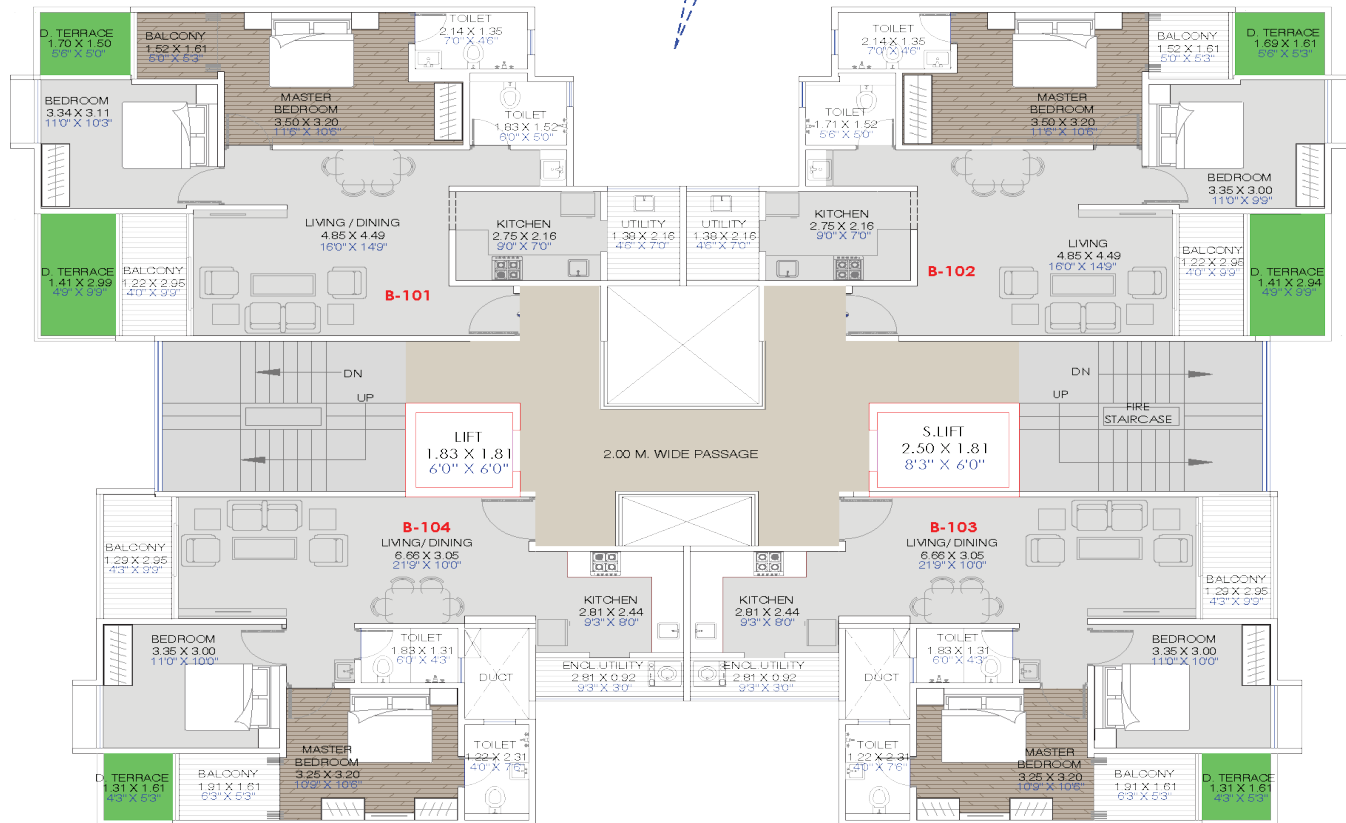 D. TERRACE
1.70 X 1.50
5'6" X 5'0"
BALCONY
1.52 X 1.61
5'0" X 5'3"
TOILET
2.14 X 1.35
7'0" X 4'6"
BEDROOM
3.34 X 3.11
11'0" X 10'3"
MASTER
BEDROOM
3.50 X 3.20
11'6" X 10'6"
TOILET
1.83 X 1.52
6'0" X 5'0"
LIVING / DINING
4.85 X 4.49
16'0" X 14'9"
KITCHEN
2.75 X 2.16
9'0" X 7'0"
UTILITY
1.38 X 2.16
4'6" X 7'0"
D. TERRACE
1.41 X 2.99
4'9" X 9'9"
BALCONY
1.22 X 2.95
4'0" X 9'9"
B-101
TOILET
2.14 X 1.35
7'0" X 4'6"
BALCONY
1.52 X 1.61
5'0" X 5'3"
D. TERRACE
1.69 X 1.61
5'6" X 5'3"
TOILET
1.71 X 1.52
5'6" X 5'0"
MASTER
BEDROOM
3.50 X 3.20
11'6" X 10'6"
BEDROOM
3.35 X 3.00
11'0" X 9'9"
UTILITY
1.38 X 2.16
4'6" X 7'0"
KITCHEN
2.75 X 2.16
9'0" X 7'0"
LIVING
4.85 X 4.49
16'0" X 14'9"
BALCONY
1.22 X 2.95
4'0" X 9'9"
D. TERRACE
1.41 X 2.94
4'9" X 9'9"
B-102
DN
UP
LIFT
1.83 X 1.81
6'0" X 6'0"
2.00 M. WIDE PASSAGE
S.LIFT
2.50 X 1.81
8'3" X 6'0"
DN
UP
FIRE
STAIRCASE
B-104
LIVING/ DINING
6.66 X 3.05
21'9" X 10'0"
BALCONY
1.29 X 2.95
4'3" X 9'9"
KITCHEN
2.81 X 2.44
9'3" X 8'0"
BEDROOM
3.35 X 3.00
11'0" X 10'0"
TOILET
1.83 X 1.31
6'0" X 4'3"
DUCT
ENCL UTILITY
2.81 X 0.92
9'3" X 3'0"
D. TERRACE
1.31 X 1.61
4'3" X 5'3"
BALCONY
1.91 X 1.61
6'3" X 5'3"
MASTER
BEDROOM
3.25 X 3.20
10'9" X 10'6"
TOILET
1.22 X 2.31
4'0" X 7'6"
B-103
LIVING/ DINING
6.66 X 3.05
21'9" X 10'0"
BALCONY
1.29 X 2.95
4'3" X 9'9"
KITCHEN
2.81 X 2.44
9'3" X 8'0"
ENCL UTILITY
2.81 X 0.92
9'3" X 3'0"
DUCT
TOILET
1.83 X 1.31
6'0" X 4'3"
BEDROOM
3.35 X 3.00
11'0" X 10'0"
TOILET
1.22 X 2.31
4'0" X 7'6"
MASTER
BEDROOM
3.25 X 3.20
10'9" X 10'6"
BALCONY
1.91 X 1.61
6'3" X 5'3"
D. TERRACE
1.31 X 1.61
4'3" X 5'3"